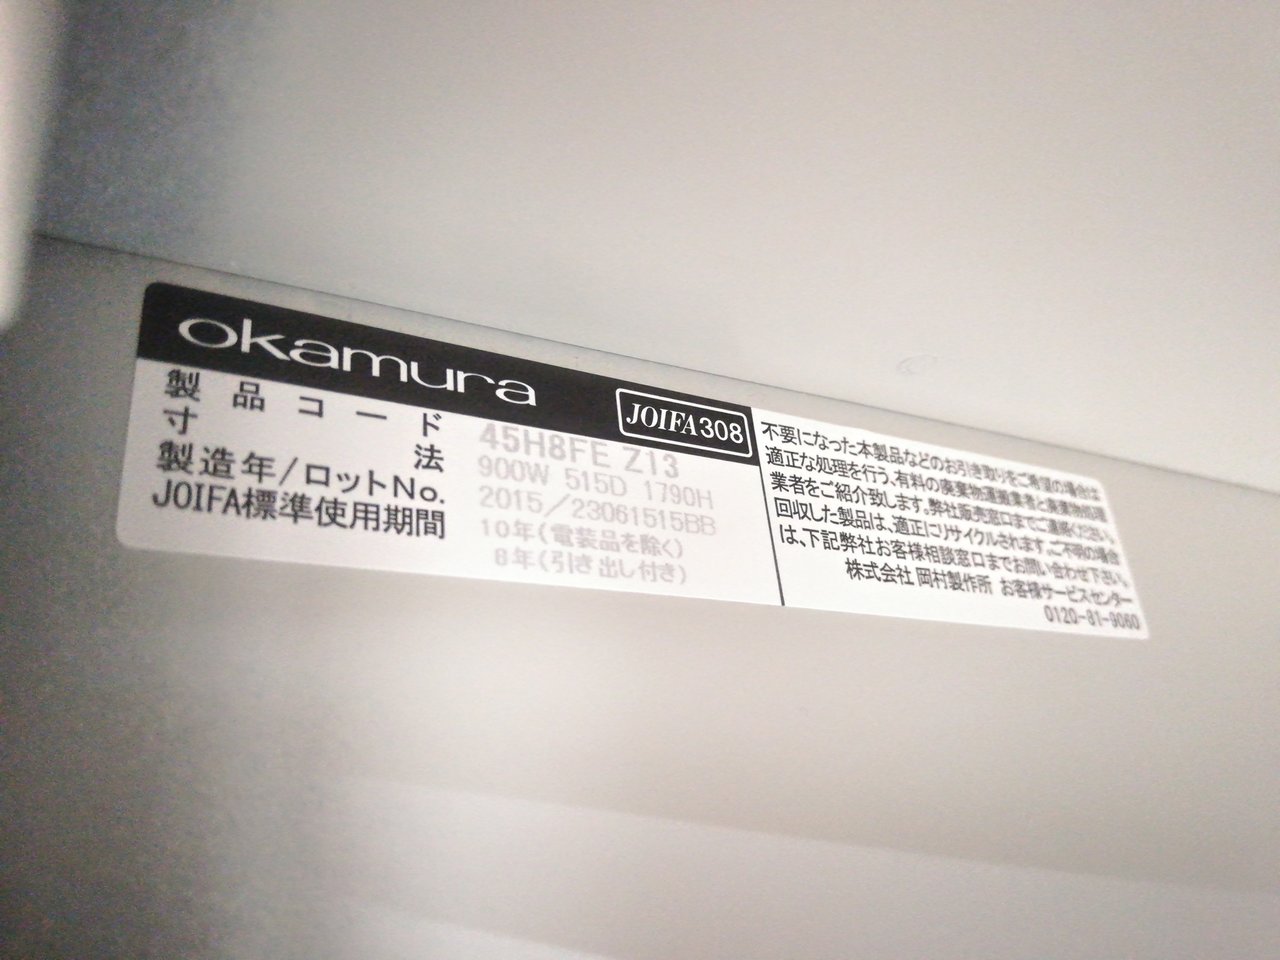 okamura
JOIFA308
製品コード 45H8FE Z13
寸法 900W 515D 1790H
製造年/ロットNo. 2015/23061515BB
JOIFA標準使用期間 10年(電装品を除く)
8年(引き出し付き)
不要になった本製品などのお引き取りをご希望の場合は
適正な処理を行う、有料の廃棄物運搬業者と廃棄物処理
業者をご紹介致します。弊社販売窓口までご連絡ください。
回収した製品は、適正にリサイクルされます。ご不明の場合
は、下記弊社お客様相談窓口までお問い合わせ下さい。
株式会社 岡村製作所 お客様サービスセンター
0120-81-9060